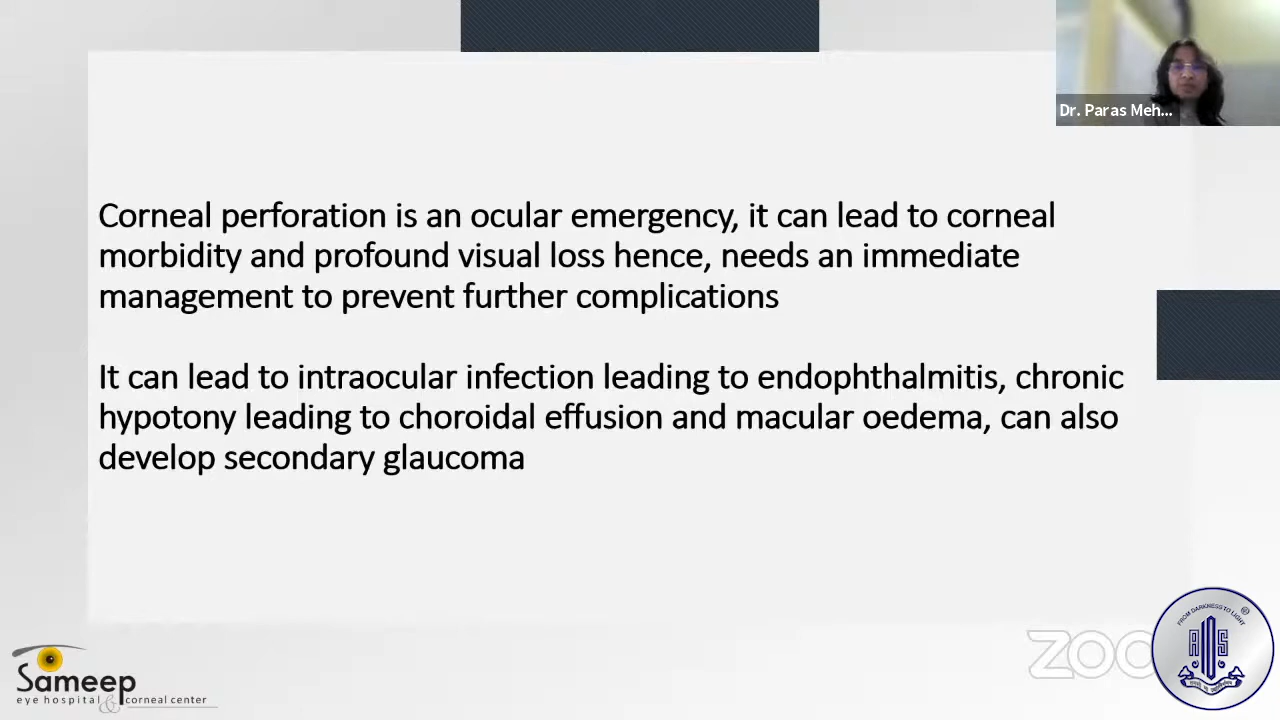 Dr. Paras Meh...
Corneal perforation is an ocular emergency, it can lead to corneal
morbidity and profound visual loss hence, needs an immediate
management to prevent further complications
It can lead to intraocular infection leading to endophthalmitis, chronic
hypotony leading to choroidal effusion and macular oedema, can also
develop secondary glaucoma
Sameep
eye hospital & corneal center
ZOO
FROM DARKNESS TO LIGHT
AIOS